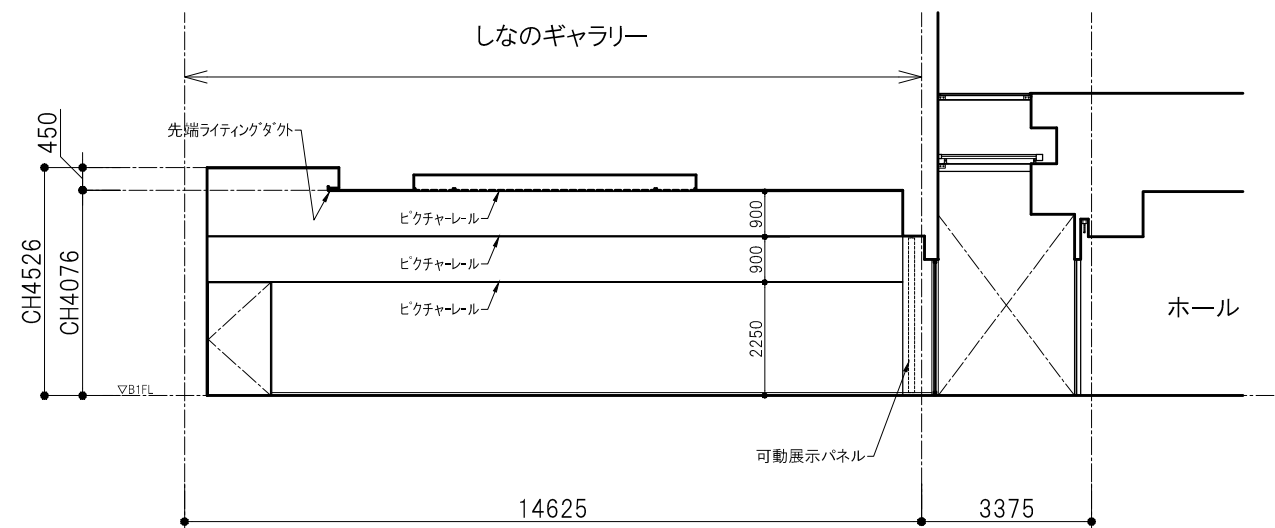 しなのギャラリー
450
先端ライティングダクト
CH4526
CH4076
ピクチャーレール
900
ピクチャーレール
900
ピクチャーレール
2250
ホール
▽B1FL
可動展示パネル
14625
3375